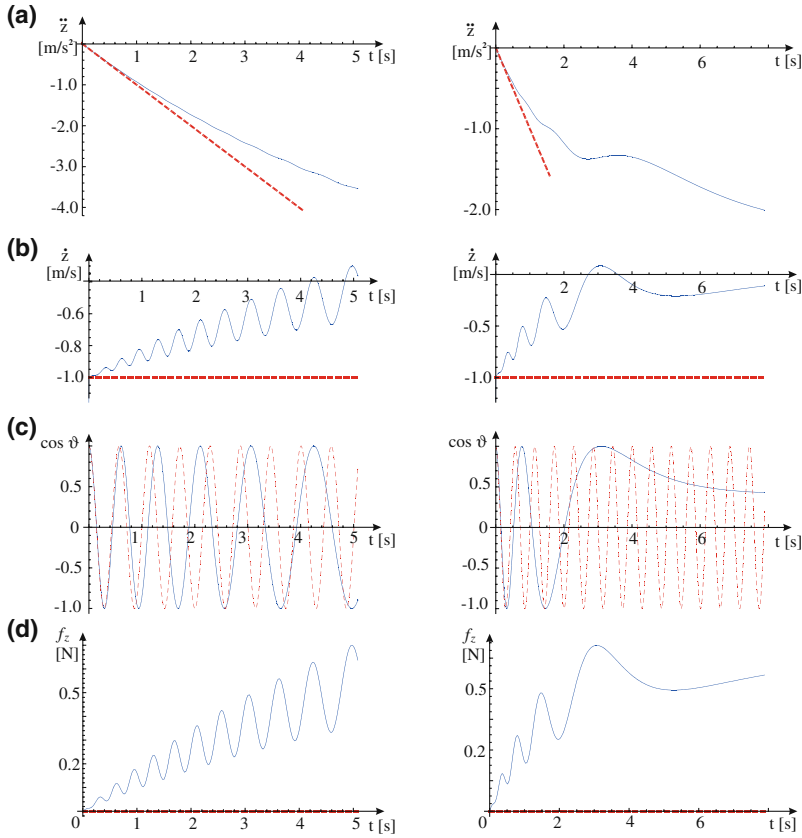 (a)
z̈
[m/s²]
1 2 3 4 5 t [s]
-1.0
-2.0
-3.0
-4.0
z̈
[m/s²]
2 4 6 t [s]
-1.0
-2.0
(b)
ż
[m/s]
1 2 3 4 5 t [s]
-0.6
-0.8
-1.0
ż
[m/s]
2 4 6 t [s]
-0.5
-1.0
(c)
cos ϑ
0.5
0
1 2 3 4 5 t [s]
-0.5
-1.0
cos ϑ
0.5
0
2 4 6 t [s]
-0.5
-1.0
(d)
f_z
[N]
0.5
0.2
0 1 2 3 4 5 t [s]
f_z
[N]
0.5
0.2
0 2 4 6 t [s]